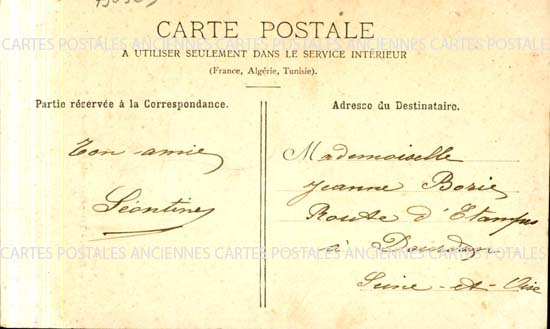 CARTE POSTALE
A UTILISER SEULEMENT DANS LE SERVICE INTÉRIEUR
(France, Algérie, Tunisie).
Partie récervée à la Correspondance.
Ton amie
Léontine
Adresse du Destinataire.
Mademoiselle
Jeanne
Route d'Etampes
à Dourdan
Seine-et-Oise
CARTES POSTALES ANCIENNES CARTES POSTALES ANCIENNES CARTES POSTALES
CARTES POSTALES ANCIENNES CARTES POSTALES ANCIENNES CARTES POSTALES